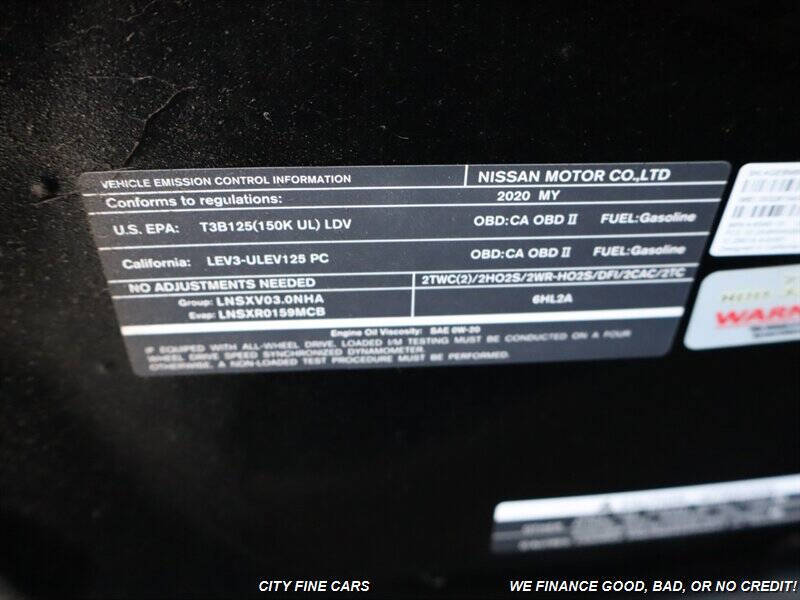 VEHICLE EMISSION CONTROL INFORMATION NISSAN MOTOR CO.,LTD
Conforms to regulations: 2020 MY
U.S. EPA: T3B125(150K UL) LDV OBD:CA OBD II FUEL:Gasoline
California: LEV3-ULEV125 PC OBD:CA OBD II FUEL:Gasoline
NO ADJUSTMENTS NEEDED 2TWC(2)/2HO2S/2WR-HO2S/DFI/2CAC/2TC
Group: LNSXV03.0NHA 6HL2A
Evap: LNSXR0159MCB
Engine Oil Viscosity: SAE 0W-20
IF EQUIPPED WITH ALL-WHEEL DRIVE, LOADED I/M TESTING MUST BE CONDUCTED ON A FOUR
WHEEL DRIVE SPEED SYNCHRONIZED DYNAMOMETER.
OTHERWISE, A NON-LOADED TEST PROCEDURE MUST BE PERFORMED.
WARN
CITY FINE CARS WE FINANCE GOOD, BAD, OR NO CREDIT!